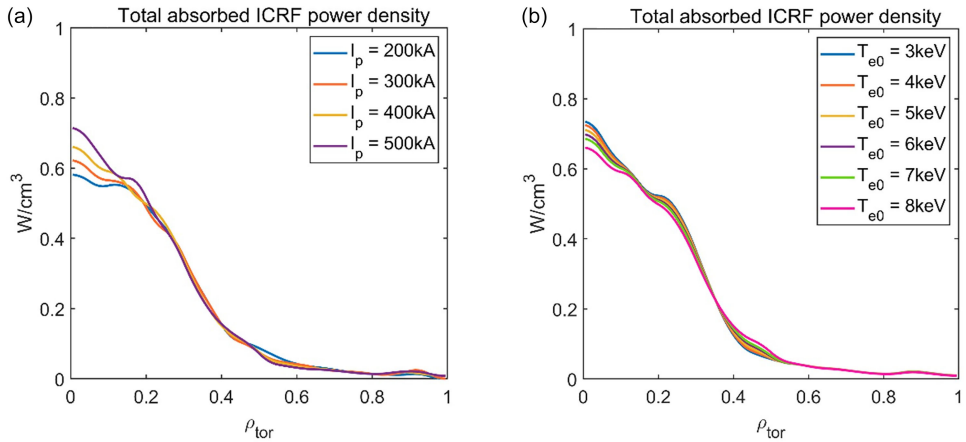 (a)
Total absorbed ICRF power density
1
0.8
0.6
0.4
0.2
0
W/cm³
0
0.2
0.4
0.6
0.8
1
ρtor
Ip = 200kA
Ip = 300kA
Ip = 400kA
Ip = 500kA
(b)
Total absorbed ICRF power density
1
0.8
0.6
0.4
0.2
0
W/cm³
0
0.2
0.4
0.6
0.8
1
ρtor
Te0 = 3keV
Te0 = 4keV
Te0 = 5keV
Te0 = 6keV
Te0 = 7keV
Te0 = 8keV